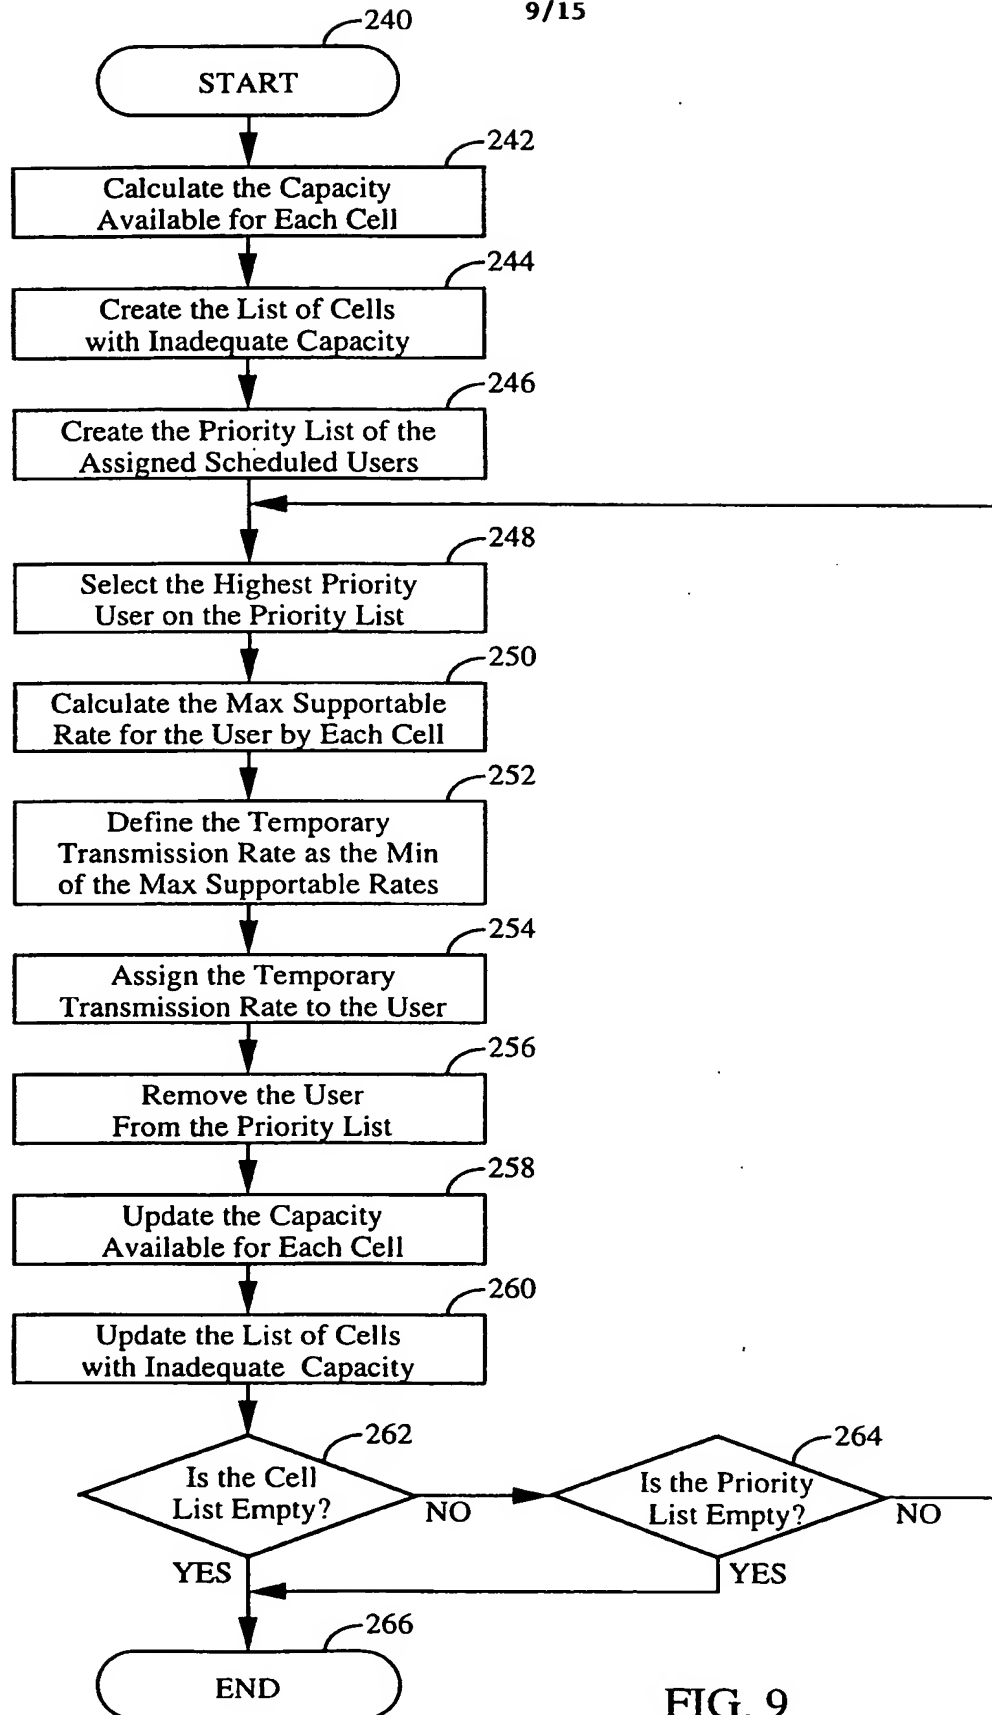 9/15
240
START
242
Calculate the Capacity
Available for Each Cell
244
Create the List of Cells
with Inadequate Capacity
246
Create the Priority List of the
Assigned Scheduled Users
248
Select the Highest Priority
User on the Priority List
250
Calculate the Max Supportable
Rate for the User by Each Cell
252
Define the Temporary
Transmission Rate as the Min
of the Max Supportable Rates
254
Assign the Temporary
Transmission Rate to the User
256
Remove the User
From the Priority List
258
Update the Capacity
Available for Each Cell
260
Update the List of Cells
with Inadequate Capacity
262
Is the Cell
List Empty?
NO
YES
264
Is the Priority
List Empty?
NO
YES
266
END
FIG. 9